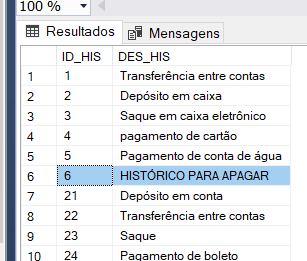 100 %
Resultados Mensagens
ID_HIS DES_HIS
1 1 Transferência entre contas
2 2 Depósito em caixa
3 3 Saque em caixa eletrônico
4 4 pagamento de cartão
5 5 Pagamento de conta de água
6 6 HISTÓRICO PARA APAGAR
7 21 Depósito em conta
8 22 Transferência entre contas
9 23 Saque
10 24 Pagamento de boleto